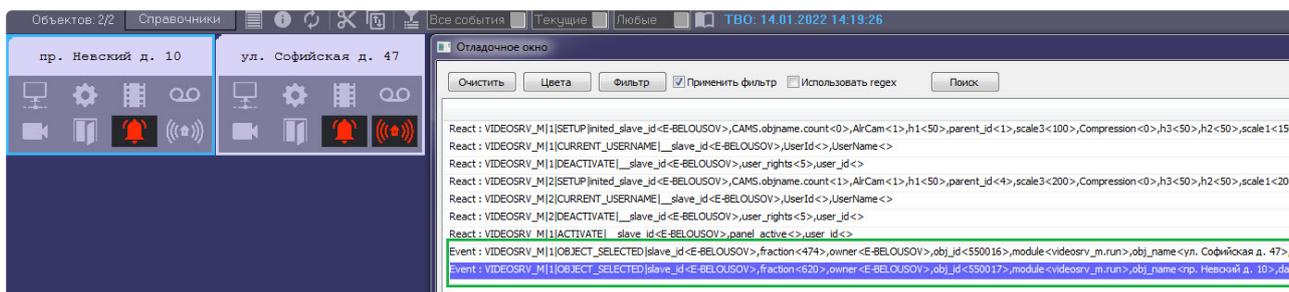 Объектов: 2/2 Справочники Все события Текущие Любые ТВО: 14.01.2022 14:19:26
пр. Невский д. 10
ул. Софийская д. 47
Отладочное окно
Очистить Цвета Фильтр Применить фильтр Использовать regex Поиск
React : VIDEOSRV_M|1|SETUP|inited_slave_id<E-BELOUSOV>,CAMS.objname.count<0>,AlrCam<1>,h1<50>,parent_id<1>,scale3<100>,Compression<0>,h3<50>,h2<50>,scale1<15
React : VIDEOSRV_M|1|CURRENT_USERNAME|__slave_id<E-BELOUSOV>,UserId<>,UserName<>
React : VIDEOSRV_M|1|DEACTIVATE|__slave_id<E-BELOUSOV>,user_rights<5>,user_id<>
React : VIDEOSRV_M|2|SETUP|inited_slave_id<E-BELOUSOV>,CAMS.objname.count<1>,AlrCam<1>,h1<50>,parent_id<4>,scale3<200>,Compression<0>,h3<50>,h2<50>,scale1<20
React : VIDEOSRV_M|2|CURRENT_USERNAME|__slave_id<E-BELOUSOV>,UserId<>,UserName<>
React : VIDEOSRV_M|2|DEACTIVATE|__slave_id<E-BELOUSOV>,user_rights<5>,user_id<>
React : VIDEOSRV_M|1|ACTIVATE|__slave_id<E-BELOUSOV>,panel_active<>,user_id<>
Event : VIDEOSRV_M|1|OBJECT_SELECTED|slave_id<E-BELOUSOV>,fraction<474>,owner<E-BELOUSOV>,obj_id<550016>,module<videosrv_m.run>,obj_name<ул. Софийская д. 47>,
Event : VIDEOSRV_M|1|OBJECT_SELECTED|slave_id<E-BELOUSOV>,fraction<620>,owner<E-BELOUSOV>,obj_id<550017>,module<videosrv_m.run>,obj_name<пр. Невский д. 10>,da